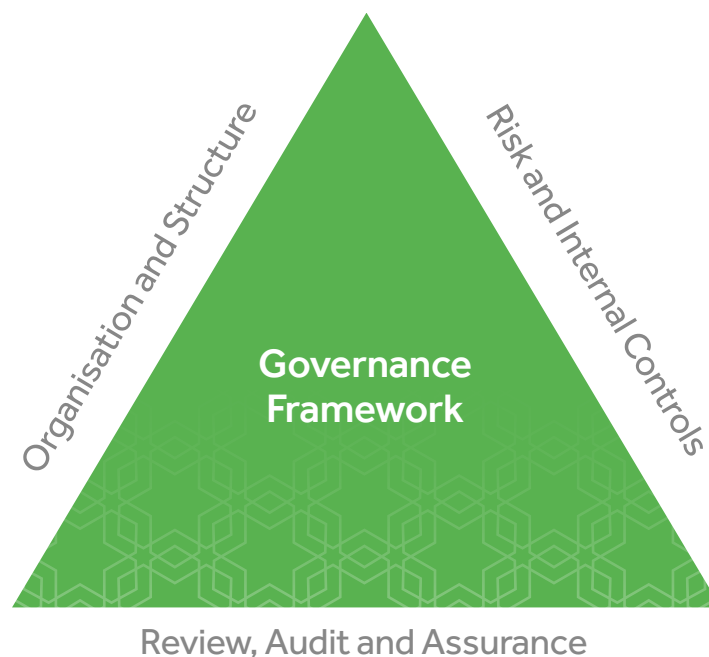 Organisation and Structure
Risk and Internal Controls
Governance
Framework
Review, Audit and Assurance